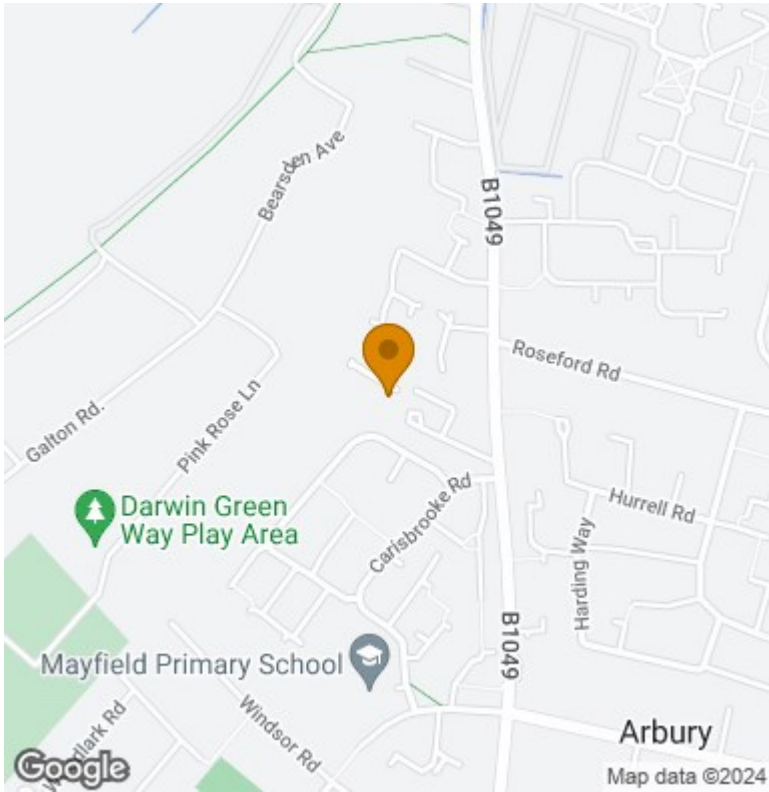 Bearsden Ave
B1049
Roseford Rd
Galton Rd.
Pink Rose Ln
Darwin Green
Way Play Area
Carisbrooke Rd
Hurrell Rd
Harding Way
B1049
Mayfield Primary School
Windsor Rd
Arbury
Google
Map data ©2024